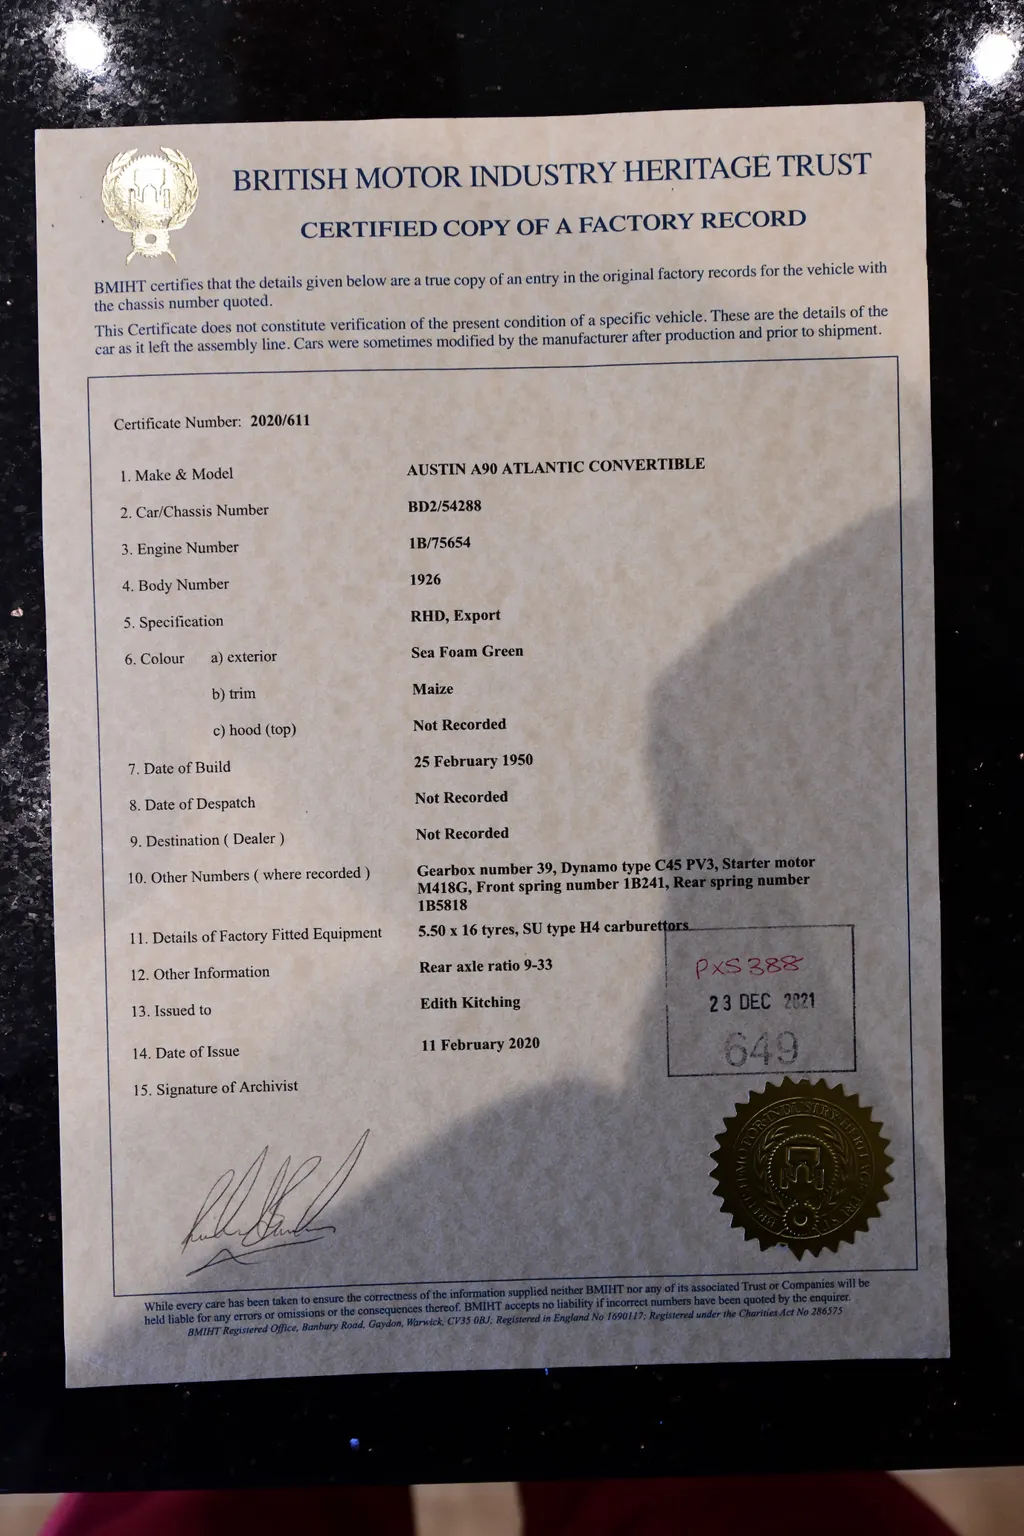 BRITISH MOTOR INDUSTRY HERITAGE TRUST
CERTIFIED COPY OF A FACTORY RECORD
BMIHT certifies that the details given below are a true copy of an entry in the original factory records for the vehicle with
the chassis number quoted.
This Certificate does not constitute verification of the present condition of a specific vehicle. These are the details of the
car as it left the assembly line. Cars were sometimes modified by the manufacturer after production and prior to shipment.
Certificate Number: 2020/611
1. Make & Model AUSTIN A90 ATLANTIC CONVERTIBLE
2. Car/Chassis Number BD2/54288
3. Engine Number 1B/75654
4. Body Number 1926
5. Specification RHD, Export
6. Colour a) exterior Sea Foam Green
b) trim Maize
c) hood (top) Not Recorded
7. Date of Build 25 February 1950
8. Date of Despatch Not Recorded
9. Destination ( Dealer ) Not Recorded
10. Other Numbers ( where recorded ) Gearbox number 39, Dynamo type C45 PV3, Starter motor
M418G, Front spring number 1B241, Rear spring number
1B5818
11. Details of Factory Fitted Equipment 5.50 x 16 tyres, SU type H4 carburettors
12. Other Information Rear axle ratio 9-33
13. Issued to Edith Kitching
14. Date of Issue 11 February 2020
15. Signature of Archivist
PXS388
23 DEC 2021
649
BRITISH MOTOR INDUSTRY HERITAGE TRUST
While every care has been taken to ensure the correctness of the information supplied neither BMIHT nor any of its associated Trust or Companies will be
held liable for any errors or omissions or the consequences thereof. BMIHT accepts no liability if incorrect numbers have been quoted by the enquirer.
BMIHT Registered Office, Banbury Road, Gaydon, Warwick, CV35 0BJ, Registered in England No 1690117, Registered under the Charities Act No 286575